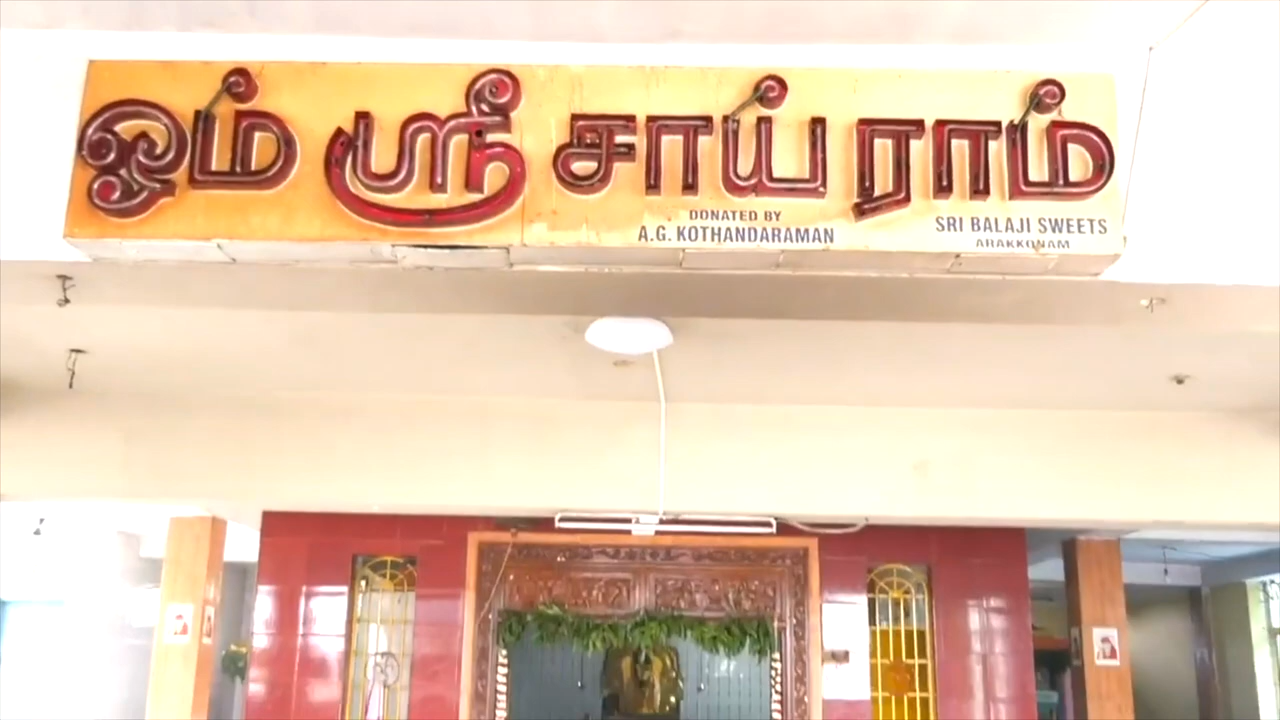 ஓம் ஸ்ரீ சாய் ராம்
DONATED BY
A.G. KOTHANDARAMAN
SRI BALAJI SWEETS
ARAKKONAM